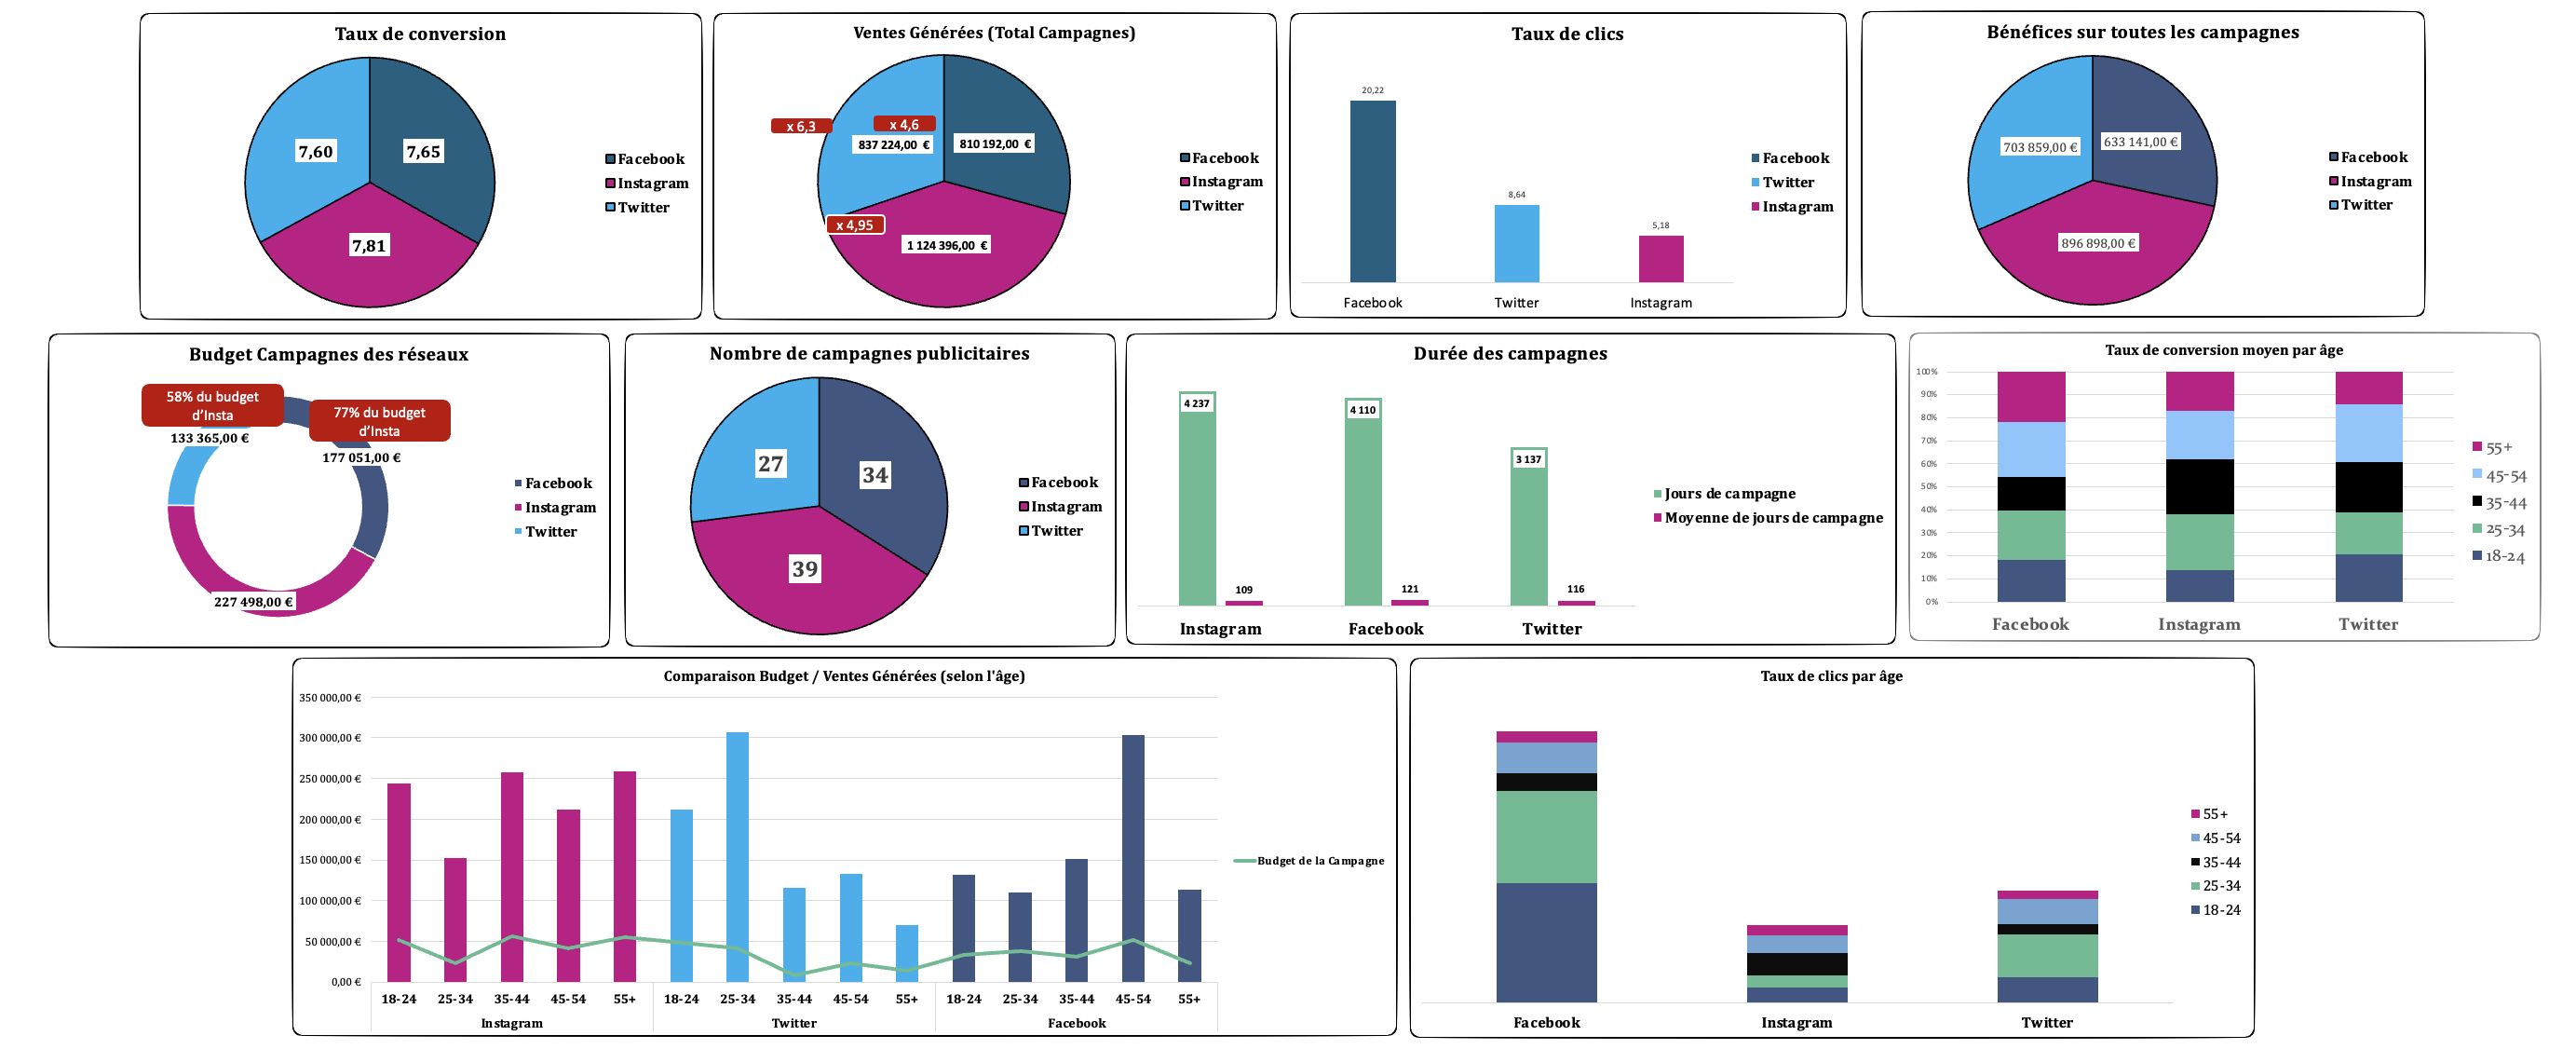 Taux de conversion
7,60
7,65
7,81
Facebook
Instagram
Twitter
Ventes Générées (Total Campagnes)
x 6,3
x 4,6
837 224,00 €
810 192,00 €
x 4,95
1 124 396,00 €
Facebook
Instagram
Twitter
Taux de clics
20,22
8,64
5,18
Facebook
Twitter
Instagram
Facebook
Twitter
Instagram
Bénéfices sur toutes les campagnes
703 859,00 €
633 141,00 €
896 898,00 €
Facebook
Instagram
Twitter
Budget Campagnes des réseaux
58% du budget
d'Insta
77% du budget
d'Insta
133 365,00 €
177 051,00 €
227 498,00 €
Facebook
Instagram
Twitter
Nombre de campagnes publicitaires
27
34
39
Facebook
Instagram
Twitter
Durée des campagnes
4 237
109
4 110
121
3 137
116
Instagram
Facebook
Twitter
Jours de campagne
Moyenne de jours de campagne
Taux de conversion moyen par âge
100%
90%
80%
70%
60%
50%
40%
30%
20%
10%
0%
Facebook
Instagram
Twitter
55+
45-54
35-44
25-34
18-24
Comparaison Budget / Ventes Générées (selon l'âge)
350 000,00 €
300 000,00 €
250 000,00 €
200 000,00 €
150 000,00 €
100 000,00 €
50 000,00 €
0,00 €
18-24 25-34 35-44 45-54 55+ 18-24 25-34 35-44 45-54 55+ 18-24 25-34 35-44 45-54 55+
Instagram Twitter Facebook
Budget de la Campagne
Taux de clics par âge
Facebook
Instagram
Twitter
55+
45-54
35-44
25-34
18-24